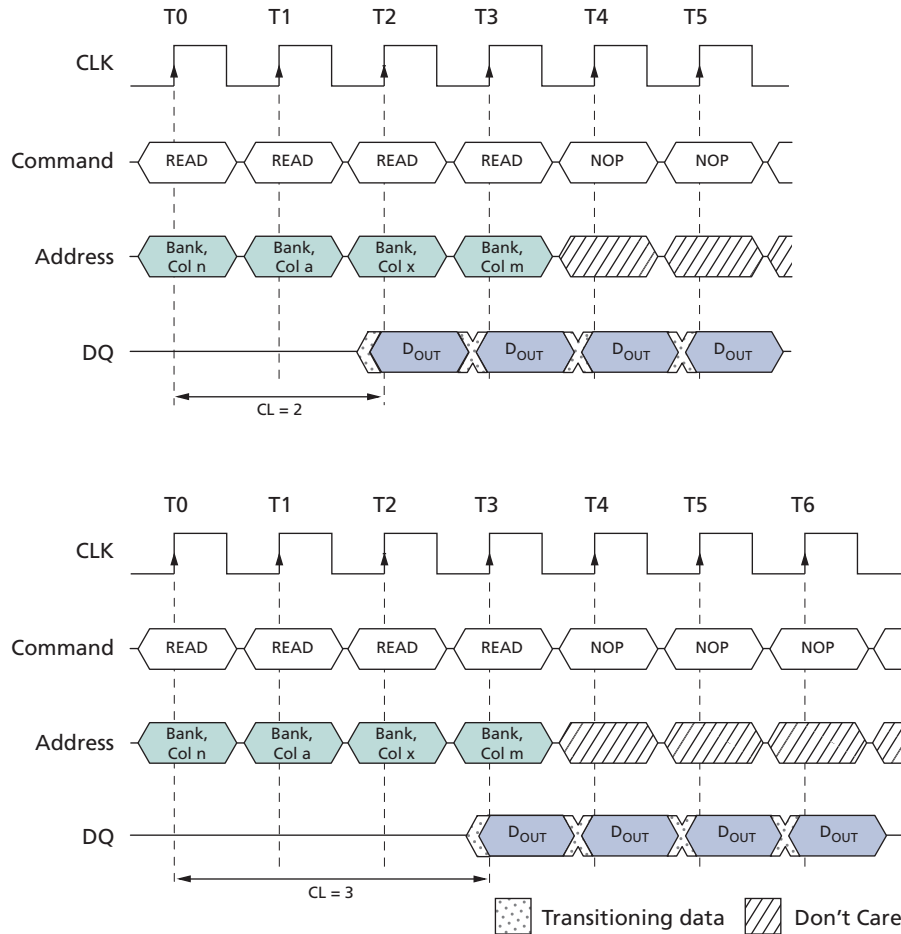 T0 T1 T2 T3 T4 T5
CLK
Command READ READ READ READ NOP NOP
Address Bank, Col n Bank, Col a Bank, Col x Bank, Col m
DQ DOUT DOUT DOUT DOUT
CL = 2
T0 T1 T2 T3 T4 T5 T6
CLK
Command READ READ READ READ NOP NOP NOP
Address Bank, Col n Bank, Col a Bank, Col x Bank, Col m
DQ DOUT DOUT DOUT DOUT
CL = 3
Transitioning data Don't Care